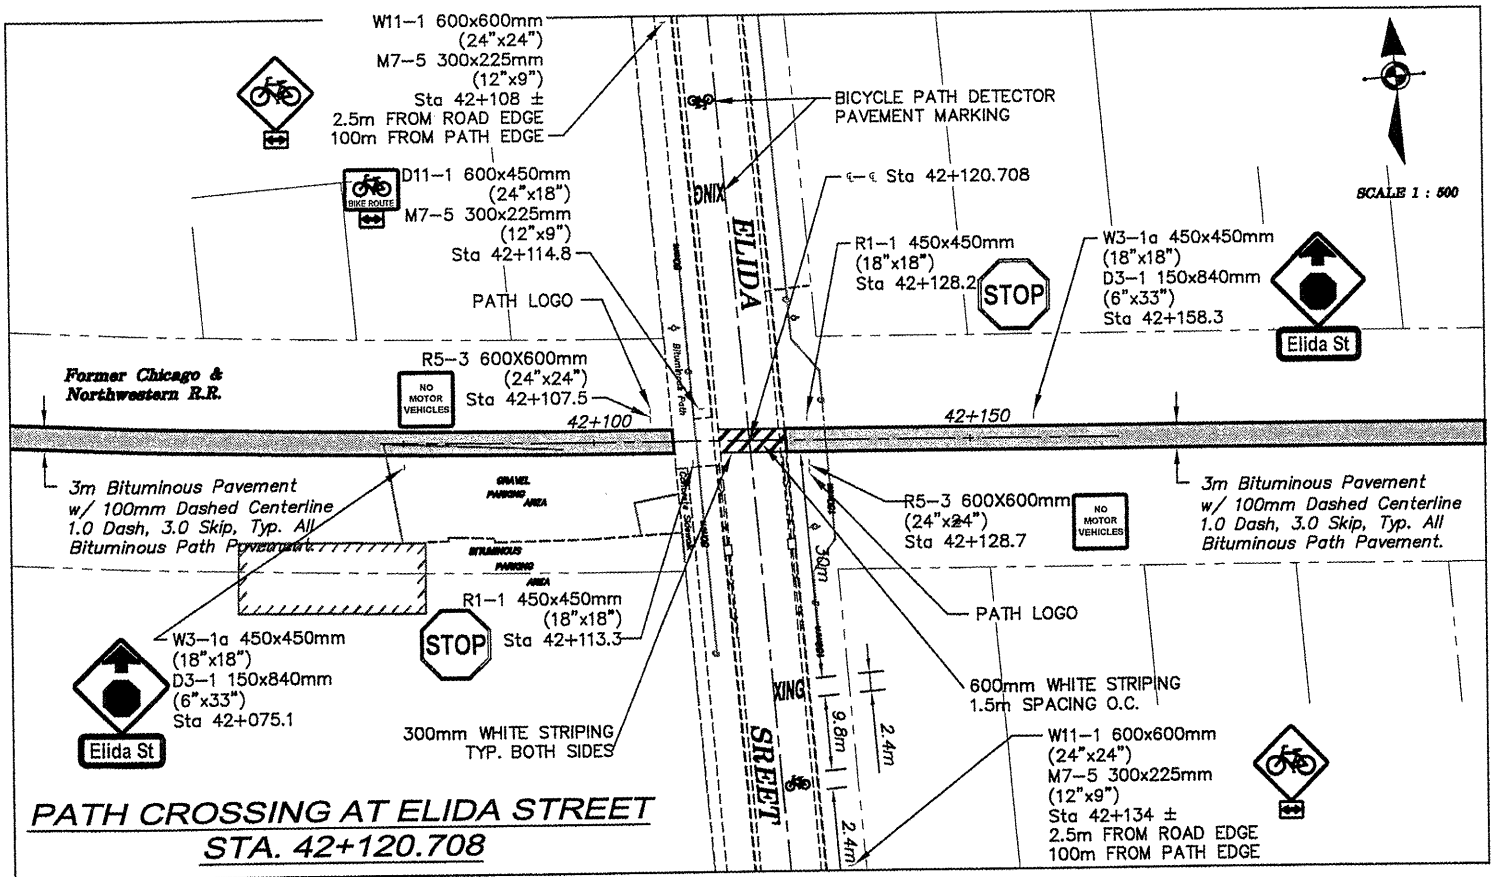 W11-1 600x600mm
(24"x24")
M7-5 300x225mm
(12"x9")
Sta 42+108 ±
2.5m FROM ROAD EDGE
100m FROM PATH EDGE
BICYCLE PATH DETECTOR
PAVEMENT MARKING
SCALE 1 : 500
BIKE ROUTE
D11-1 600x450mm
(24"x18")
M7-5 300x225mm
(12"x9")
Sta 42+114.8
XING
ELIDA
Sta 42+120.708
R1-1 450x450mm
(18"x18")
Sta 42+128.2
STOP
W3-1a 450x450mm
(18"x18")
D3-1 150x840mm
(6"x33")
Sta 42+158.3
Elida St
PATH LOGO
Bituminous Path
Former Chicago &
Northwestern R.R.
NO
MOTOR
VEHICLES
R5-3 600X600mm
(24"x24")
Sta 42+107.5
42+100
42+150
3m Bituminous Pavement
w/ 100mm Dashed Centerline
1.0 Dash, 3.0 Skip, Typ. All
Bituminous Path Pavement.
GRAVEL
PARKING
AREA
BITUMINOUS
PARKING
AREA
R5-3 600X600mm
(24"x24")
Sta 42+128.7
NO
MOTOR
VEHICLES
3m Bituminous Pavement
w/ 100mm Dashed Centerline
1.0 Dash, 3.0 Skip, Typ. All
Bituminous Path Pavement.
30m
STOP
R1-1 450x450mm
(18"x18")
Sta 42+113.3
PATH LOGO
W3-1a 450x450mm
(18"x18")
D3-1 150x840mm
(6"x33")
Sta 42+075.1
Elida St
300mm WHITE STRIPING
TYP. BOTH SIDES
XING
SREET
9.8m
2.4m
2.4m
600mm WHITE STRIPING
1.5m SPACING O.C.
W11-1 600x600mm
(24"x24")
M7-5 300x225mm
(12"x9")
Sta 42+134 ±
2.5m FROM ROAD EDGE
100m FROM PATH EDGE
PATH CROSSING AT ELIDA STREET
STA. 42+120.708